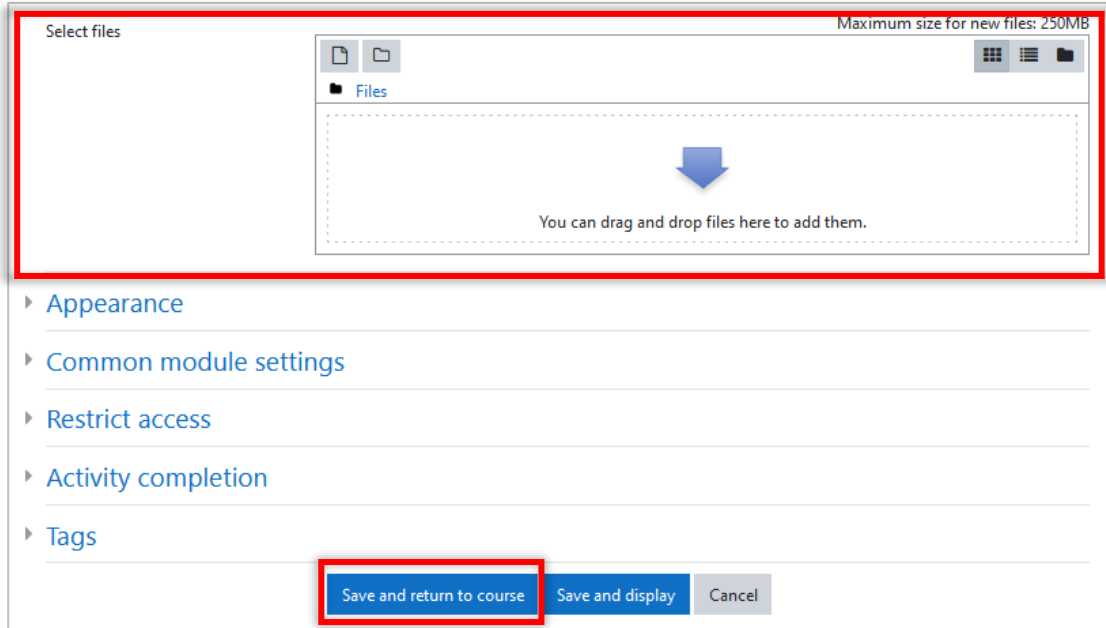 Select files
Maximum size for new files: 250MB
Files
You can drag and drop files here to add them.
Appearance
Common module settings
Restrict access
Activity completion
Tags
Save and return to course Save and display Cancel